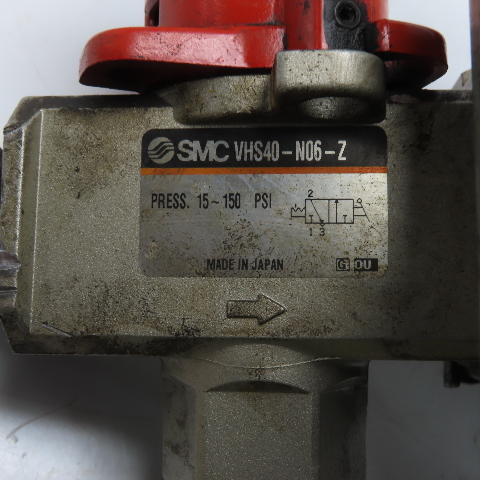 SMC VHS40-N06-Z
PRESS. 15~150 PSI
2
1 3
MADE IN JAPAN
G OU